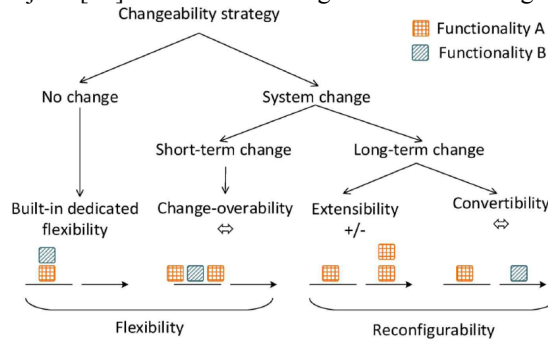 Changeability strategy
Functionality A
Functionality B
No change
System change
Short-term change
Long-term change
Built-in dedicated
flexibility
Change-overability
⇔
Extensibility
+/-
Convertibility
⇔
Flexibility
Reconfigurability